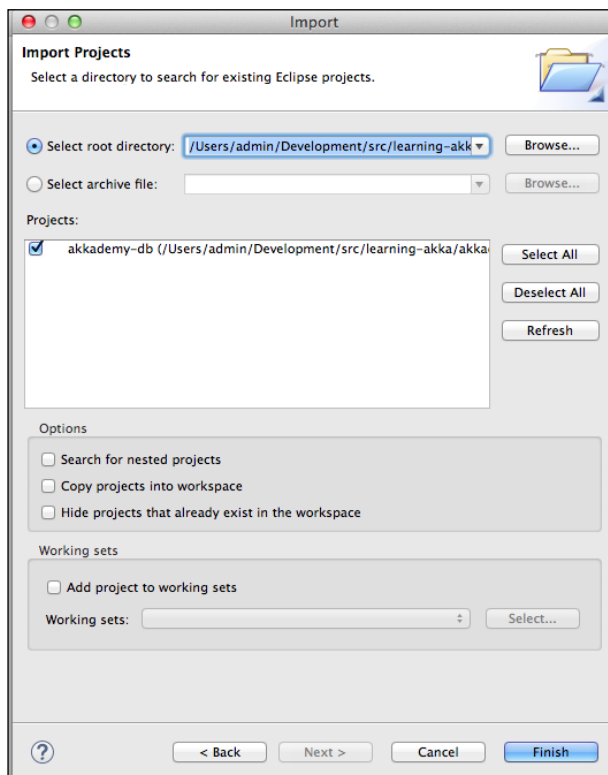 Import
Import Projects
Select a directory to search for existing Eclipse projects.
Select root directory: /Users/admin/Development/src/learning-akk Browse...
Select archive file: Browse...
Projects:
akkademy-db (/Users/admin/Development/src/learning-akka/akkad
Select All
Deselect All
Refresh
Options
Search for nested projects
Copy projects into workspace
Hide projects that already exist in the workspace
Working sets
Add project to working sets
Working sets: Select...
? < Back Next > Cancel Finish